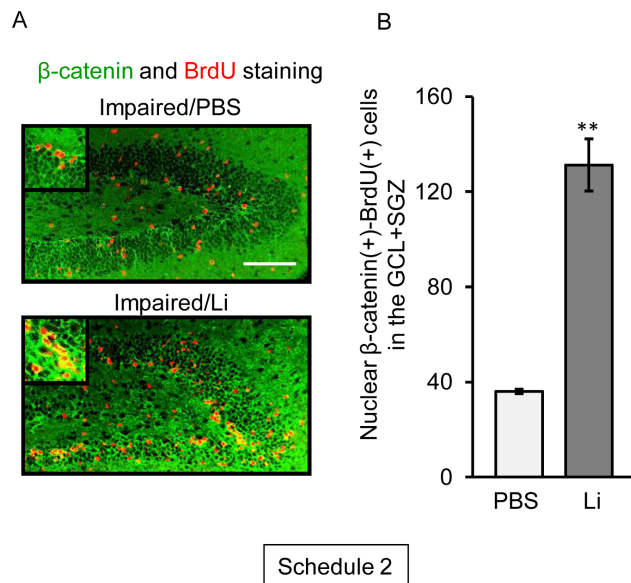 A
β-catenin and BrdU staining
Impaired/PBS
Impaired/Li
B
Nuclear β-catenin(+)-BrdU(+) cells
in the GCL+SGZ
160
120
80
40
0
**
PBS
Li
Schedule 2